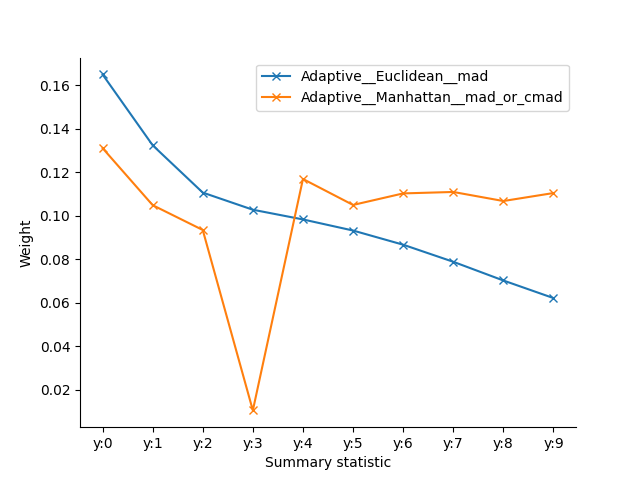 Adaptive__Euclidean__mad
Adaptive__Manhattan__mad_or_cmad
Weight
0.16
0.14
0.12
0.10
0.08
0.06
0.04
0.02
y:0 y:1 y:2 y:3 y:4 y:5 y:6 y:7 y:8 y:9
Summary statistic